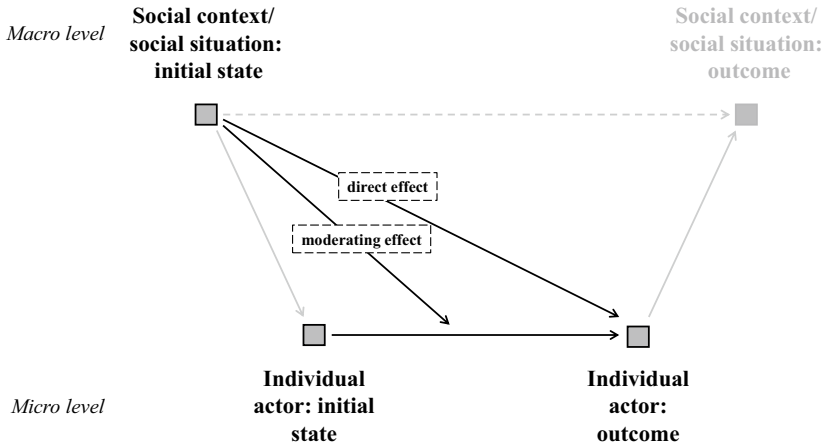 Macro level
Social context/
social situation:
initial state
Social context/
social situation:
outcome
direct effect
moderating effect
Micro level
Individual
actor: initial
state
Individual
actor:
outcome